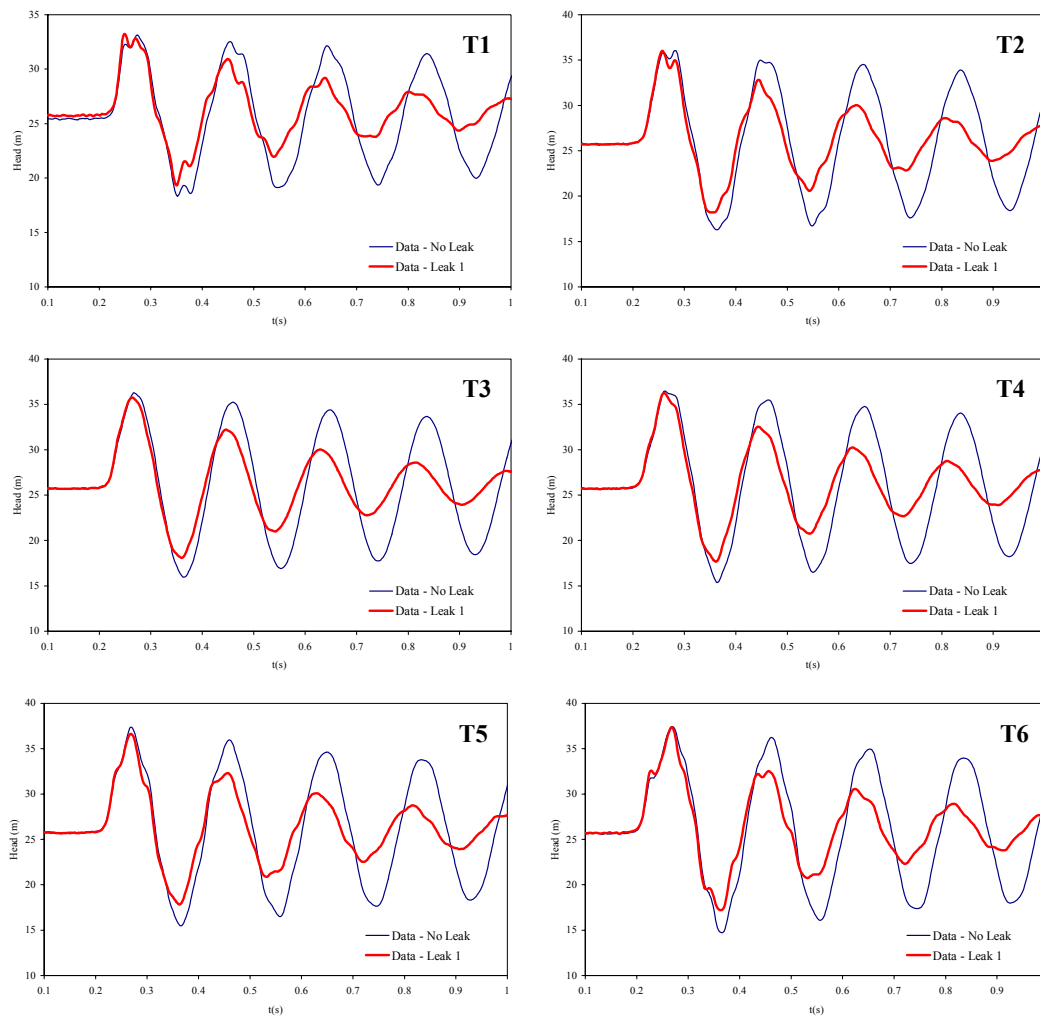 35
T1
30
25
Head (m)
20
15
Data - No Leak
Data - Leak 1
10
0.1 0.2 0.3 0.4 0.5 0.6 0.7 0.8 0.9 1
t(s)
40
T2
35
30
25
Head (m)
20
15
Data - No Leak
Data - Leak 1
10
0.1 0.2 0.3 0.4 0.5 0.6 0.7 0.8 0.9
t(s)
40
T3
35
30
25
Head (m)
20
15
Data - No Leak
Data - Leak 1
10
0.1 0.2 0.3 0.4 0.5 0.6 0.7 0.8 0.9 1
t(s)
40
T4
35
30
25
Head (m)
20
15
Data - No Leak
Data - Leak 1
10
0.1 0.2 0.3 0.4 0.5 0.6 0.7 0.8 0.9
t(s)
40
T5
35
30
25
Head (m)
20
15
Data - No Leak
Data - Leak 1
10
0.1 0.2 0.3 0.4 0.5 0.6 0.7 0.8 0.9 1
t(s)
40
T6
35
30
25
Head (m)
20
15
Data - No Leak
Data - Leak 1
10
0.1 0.2 0.3 0.4 0.5 0.6 0.7 0.8 0.9
t(s)